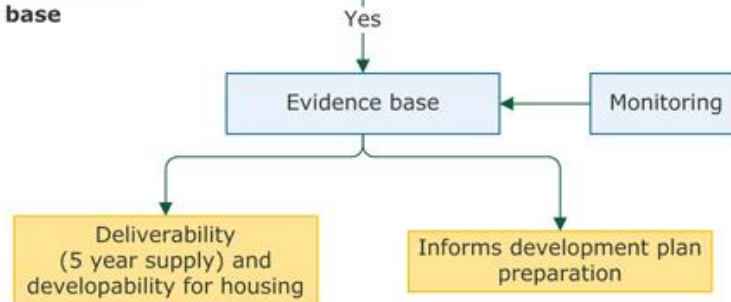 base
Yes
Evidence base
Monitoring
Deliverability
(5 year supply) and
developability for housing
Informs development plan
preparation